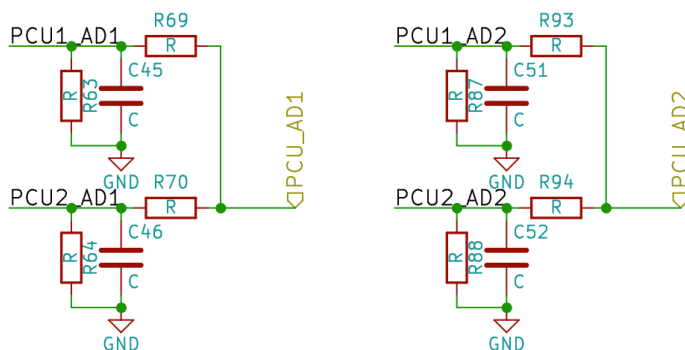 R69
PCU1_AD1
R
C45
R
R63
C
GND
PCU_AD1
R70
PCU2_AD1
R
C46
R
R64
C
GND
R93
PCU1_AD2
R
C51
R
R87
C
GND
PCU_AD2
R94
PCU2_AD2
R
C52
R
R88
C
GND